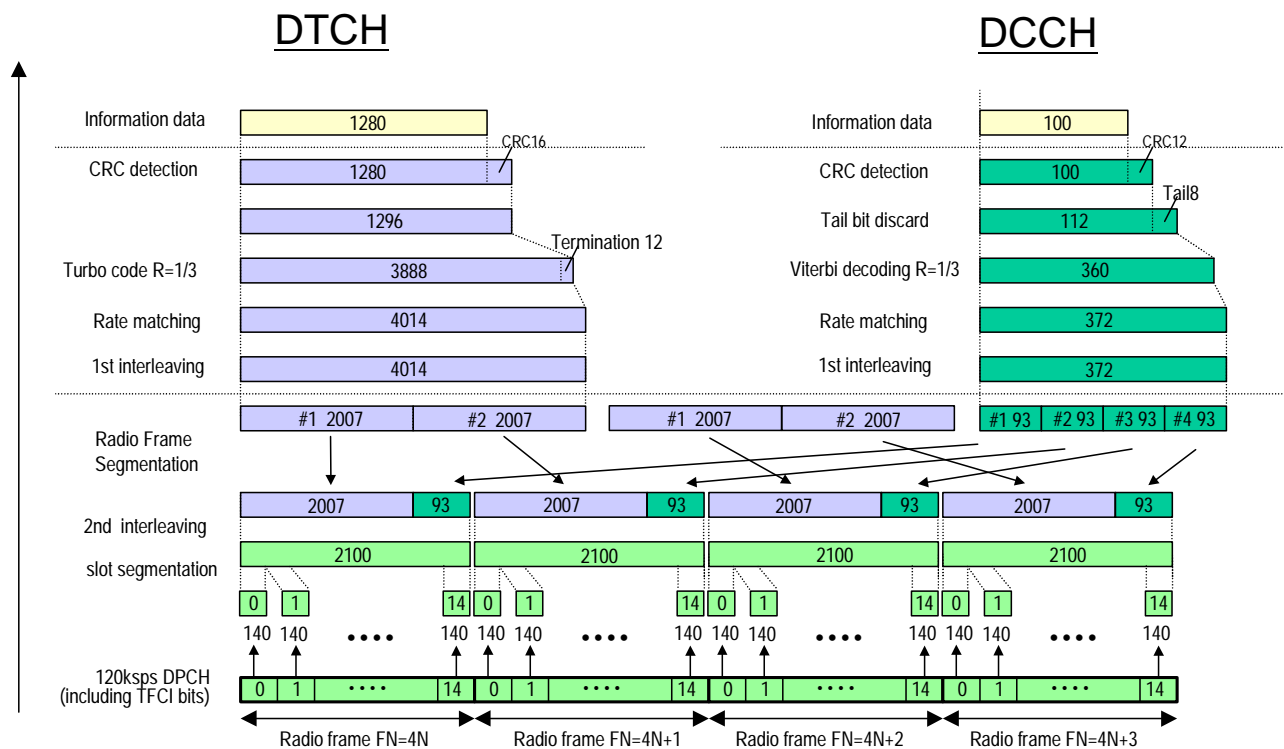 DTCH DCCH
Information data 1280 Information data 100
CRC16 CRC12
CRC detection 1280 CRC detection 100
Tail8
1296 Tail bit discard 112
Termination 12
Turbo code R=1/3 3888 Viterbi decoding R=1/3 360
Rate matching 4014 Rate matching 372
1st interleaving 4014 1st interleaving 372
#1 2007 #2 2007 #1 2007 #2 2007 #1 93 #2 93 #3 93 #4 93
Radio Frame
Segmentation
2007 93 2007 93 2007 93 2007 93
2nd interleaving
2100 2100 2100 2100
slot segmentation
0 1 14 0 1 14 0 1 14 0 1 14
140 140 •••• 140 140 140 •••• 140 140 140 •••• 140 140 140 •••• 140
120ksps DPCH
(including TFCI bits)
0 1 •••• 14 0 1 •••• 14 0 1 •••• 14 0 1 •••• 14
Radio frame FN=4N Radio frame FN=4N+1 Radio frame FN=4N+2 Radio frame FN=4N+3